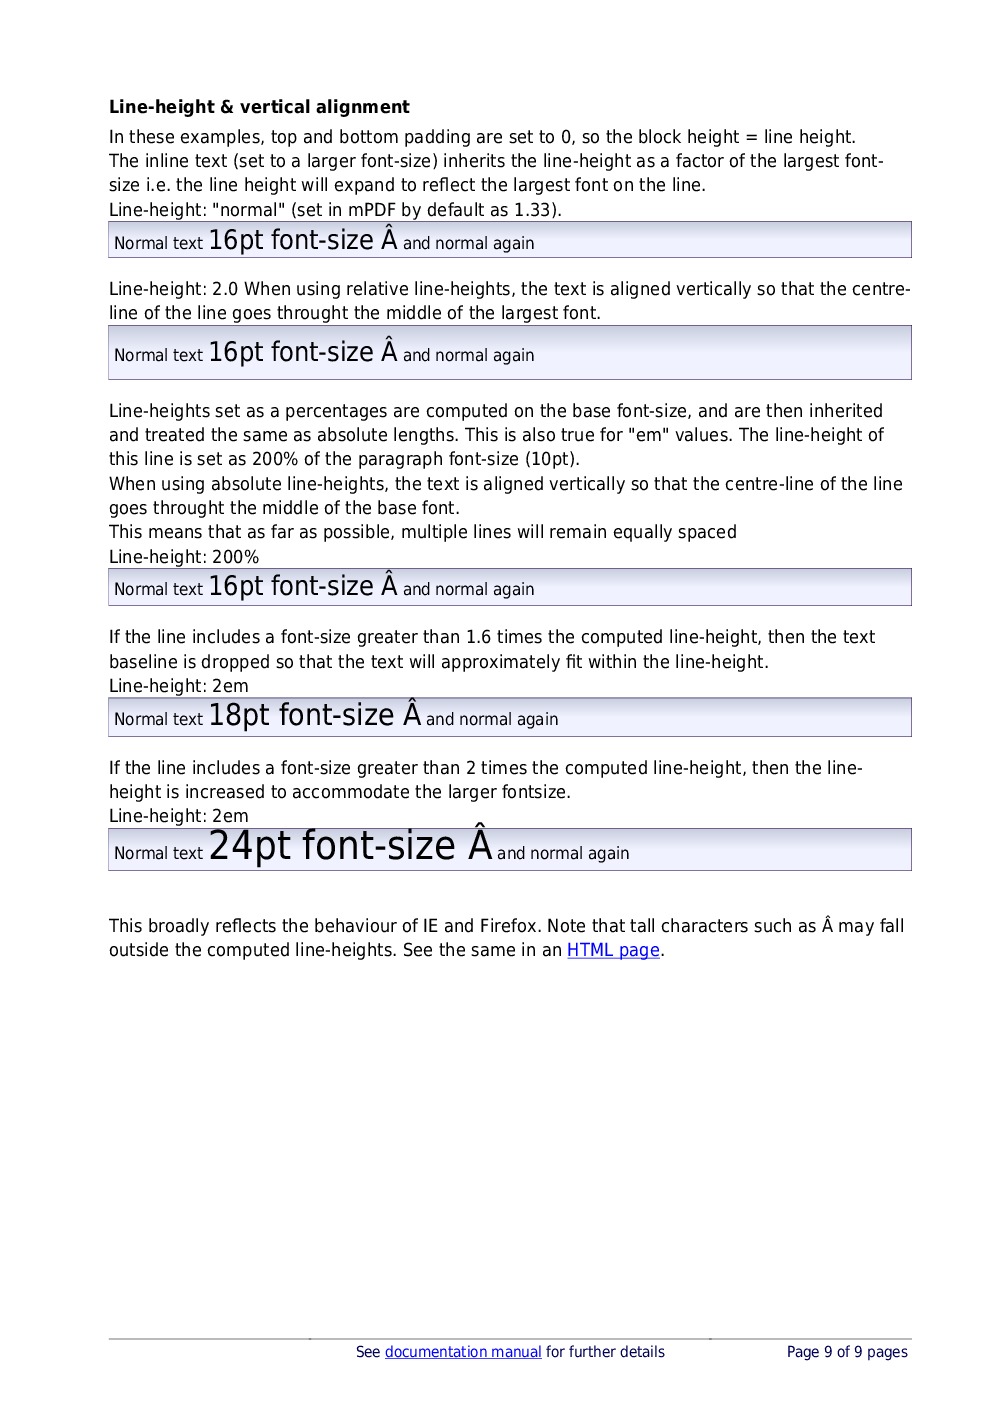 Line-height & vertical alignment
In these examples, top and bottom padding are set to 0, so the block height = line height.
The inline text (set to a larger font-size) inherits the line-height as a factor of the largest font-
size i.e. the line height will expand to reflect the largest font on the line.
Line-height: "normal" (set in mPDF by default as 1.33).
Normal text 16pt font-size Â and normal again
Line-height: 2.0 When using relative line-heights, the text is aligned vertically so that the centre-
line of the line goes throught the middle of the largest font.
Normal text 16pt font-size Â and normal again
Line-heights set as a percentages are computed on the base font-size, and are then inherited
and treated the same as absolute lengths. This is also true for "em" values. The line-height of
this line is set as 200% of the paragraph font-size (10pt).
When using absolute line-heights, the text is aligned vertically so that the centre-line of the line
goes throught the middle of the base font.
This means that as far as possible, multiple lines will remain equally spaced
Line-height: 200%
Normal text 16pt font-size Â and normal again
If the line includes a font-size greater than 1.6 times the computed line-height, then the text
baseline is dropped so that the text will approximately fit within the line-height.
Line-height: 2em
Normal text 18pt font-size Â and normal again
If the line includes a font-size greater than 2 times the computed line-height, then the line-
height is increased to accommodate the larger fontsize.
Line-height: 2em
Normal text 24pt font-size Â and normal again
This broadly reflects the behaviour of IE and Firefox. Note that tall characters such as Â may fall
outside the computed line-heights. See the same in an HTML page.
See documentation manual for further details
Page 9 of 9 pages